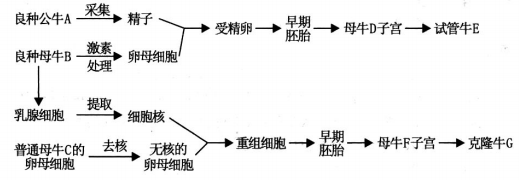 良种公牛A 采集 精子
受精卵 早期胚胎 母牛D子宫 试管牛E
良种母牛B 激素处理 卵母细胞
乳腺细胞 提取 细胞核
重组细胞 早期胚胎 母牛F子宫 克隆牛G
普通母牛C的卵母细胞 去核 无核的卵母细胞